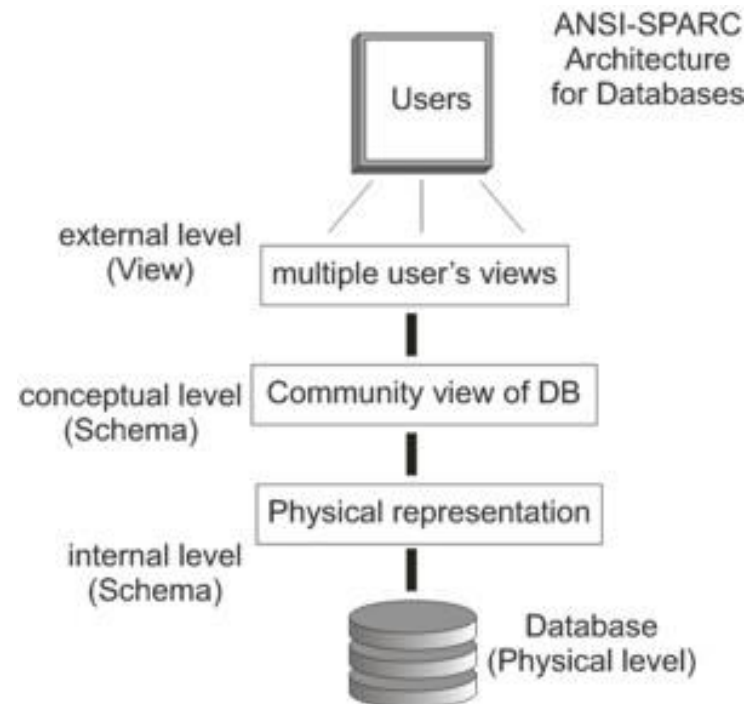 ANSI-SPARC
Architecture
for Databases
Users
external level
(View)
multiple user's views
conceptual level
(Schema)
Community view of DB
Physical representation
internal level
(Schema)
Database
(Physical level)